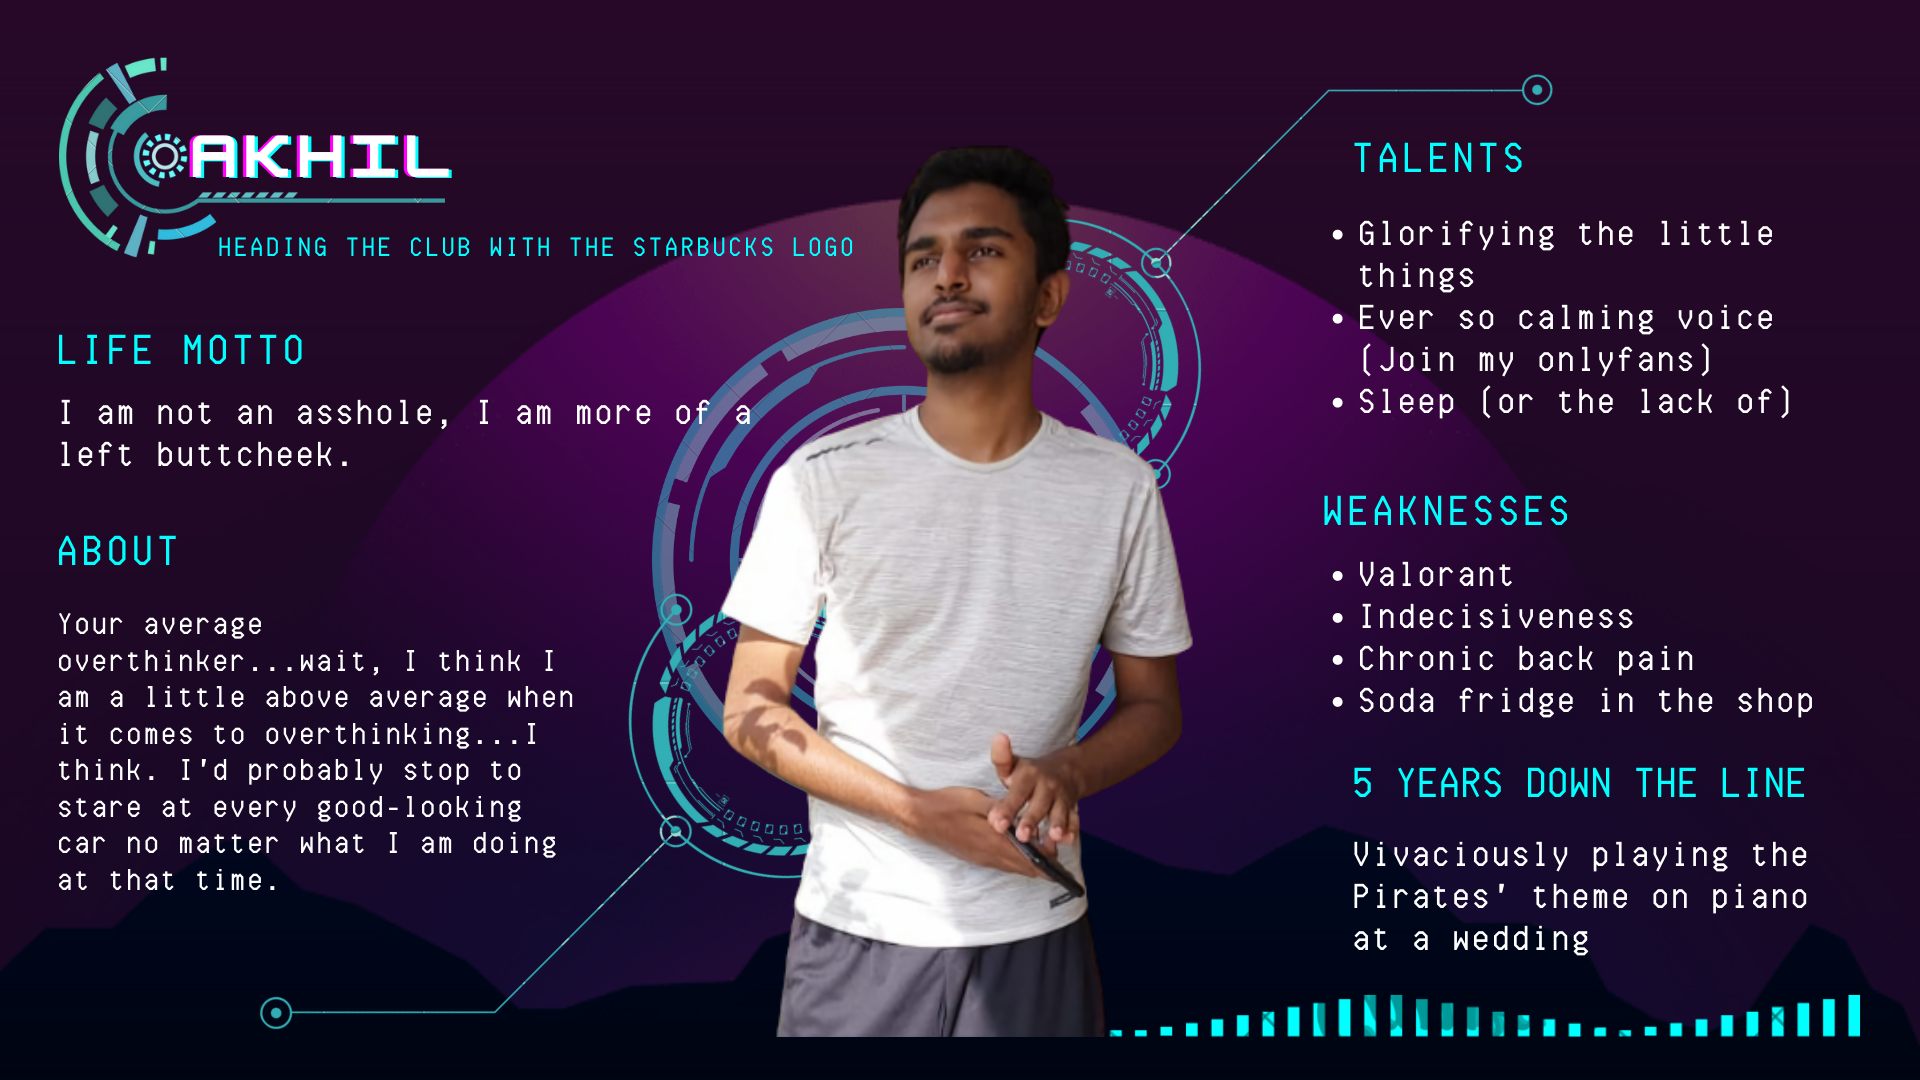 AKHIL
HEADING THE CLUB WITH THE STARBUCKS LOGO
LIFE MOTTO
I am not an asshole, I am more of a
left buttcheek.
ABOUT
Your average
overthinker...wait, I think I
am a little above average when
it comes to overthinking...I
think. I'd probably stop to
stare at every good-looking
car no matter what I am doing
at that time.
TALENTS
• Glorifying the little
things
• Ever so calming voice
(Join my onlyfans)
• Sleep (or the lack of)
WEAKNESSES
• Valorant
• Indecisiveness
• Chronic back pain
• Soda fridge in the shop
5 YEARS DOWN THE LINE
Vivaciously playing the
Pirates' theme on piano
at a wedding